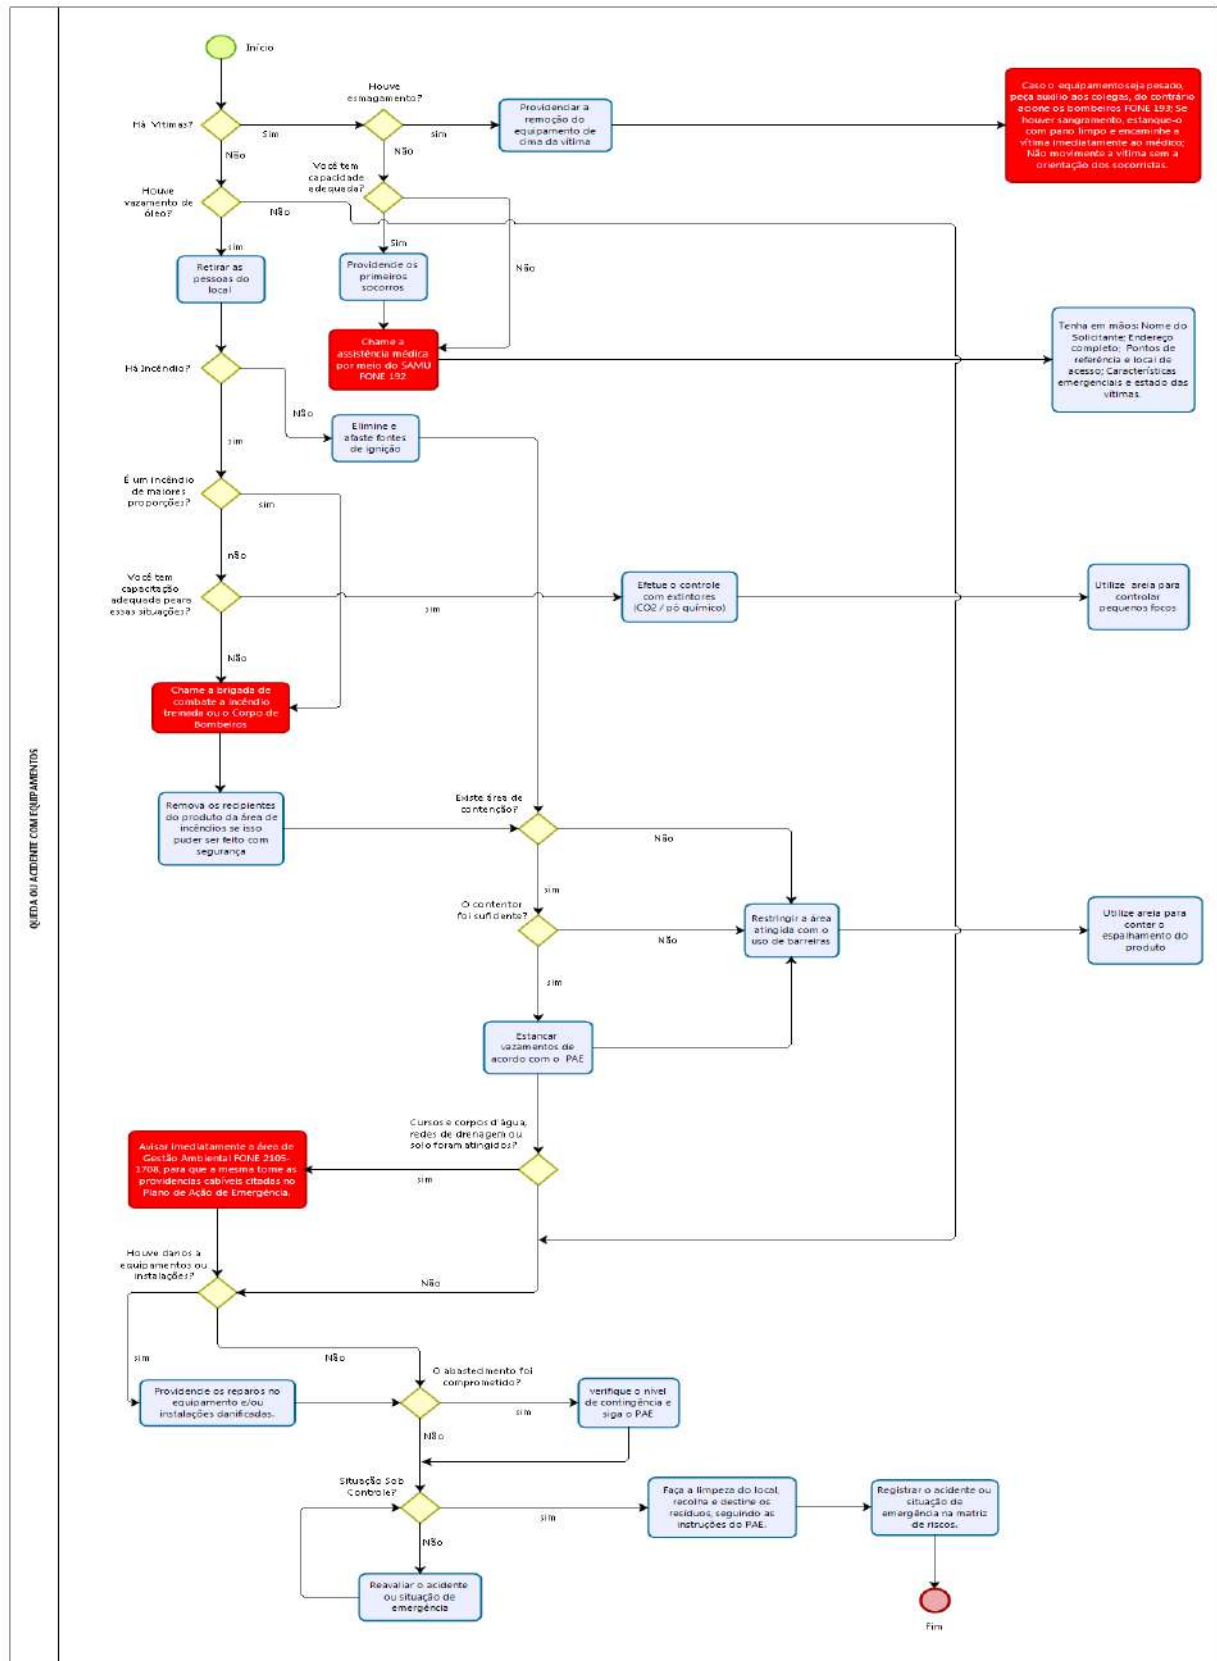 QUEDA OU ACIDENTE COM EQUIPAMENTOS
Início
Há Vítimas?
Sim
Não
Houve
esmagamento?
sim
Não
Providenciar a
remoção do
equipamento de
cima da vítima
Caso o equipamento seja pesado,
peça auxílio aos colegas, do contrário
acione os bombeiros FONE 193; Se
houver sangramento, estanque-o
com pano limpo e encaminhe a
vítima imediatamente ao médico;
Não movimente a vítima sem a
orientação dos socorristas.
Você tem
capacidade
adequada?
Sim
Não
Houve
vazamento de
óleo?
Não
sim
Retirar as
pessoas do
local
Providencie os
primeiros
socorros
Chame a
assistência médica
por meio do SAMU
FONE 192
Tenha em mãos: Nome do
Solicitante; Endereço
completo; Pontos de
referência e local de
acesso; Características
emergenciais e estado das
vítimas.
Há Incêndio?
Não
sim
Elimine e
afaste fontes
de ignição
É um incêndio
de maiores
proporções?
sim
não
Você tem
capacitação
adequada peara
essas situações?
sim
Não
Efetue o controle
com extintores
(CO2 / pó químico)
Utilize areia para
controlar
pequenos focos
Chame a brigada de
combate a incêndio
treinada ou o Corpo de
Bombeiros
Remova os recipientes
do produto da área de
incêndios se isso
puder ser feito com
segurança
Existe área de
contenção?
Não
sim
O contentor
foi suficiente?
Não
sim
Restringir a área
atingida com o
uso de barreiras
Utilize areia para
conter o
espalhamento do
produto
Estancar
vazamentos de
acordo com o PAE
Cursos e corpos d'água,
redes de drenagem ou
solo foram atingidos?
sim
Não
Avisar imediatamente a área de
Gestão Ambiental FONE 2105-
1708, para que a mesma tome as
providencias cabíveis citadas no
Plano de Ação de Emergência.
Houve danos a
equipamentos ou
instalações?
sim
Não
Providencie os reparos no
equipamento e/ou
instalações danificadas.
O abastecimento foi
comprometido?
sim
Não
verifique o nível
de contingência e
siga o PAE
Situação Sob
Controle?
sim
Não
Faça a limpeza do local,
recolha e destine os
resíduos, seguindo as
instruções do PAE.
Registrar o acidente ou
situação de
emergência na matriz
de riscos.
Reavaliar o acidente
ou situação de
emergência
Fim